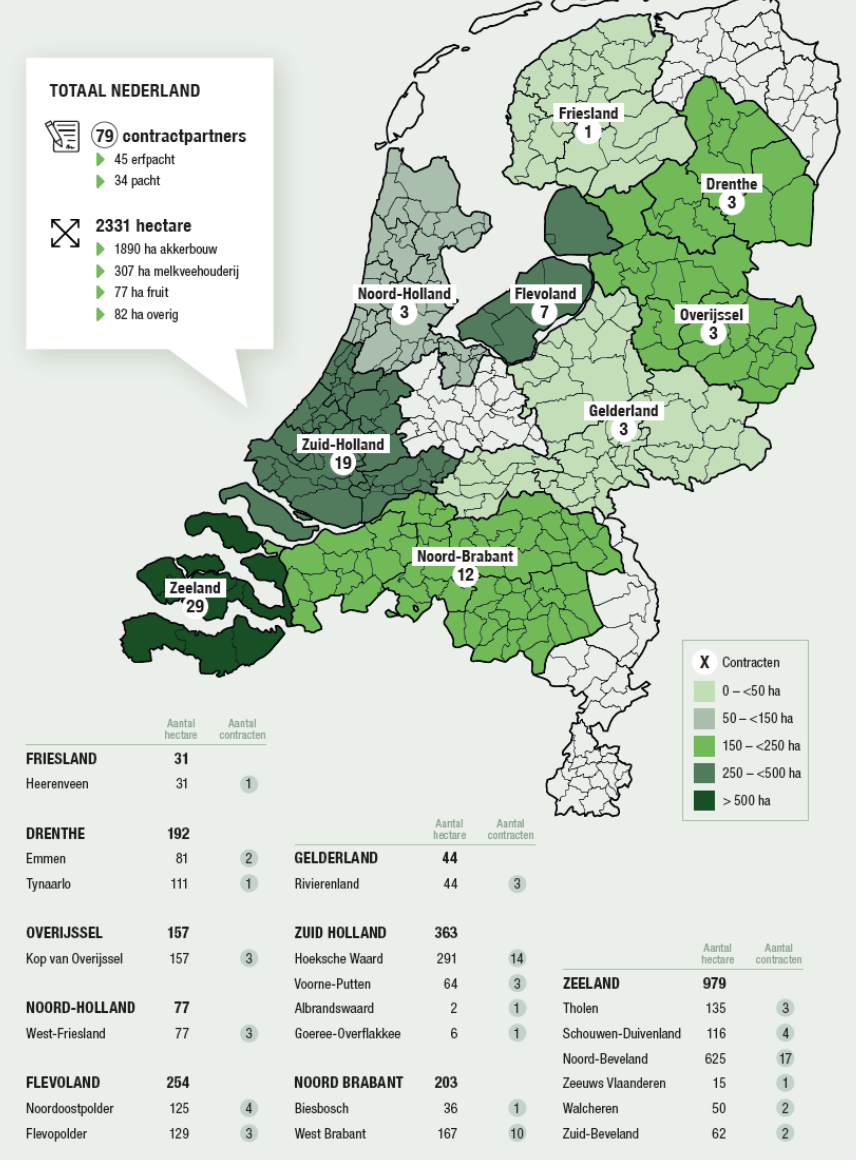 TOTAAL NEDERLAND
79 contractpartners
45 erfpacht
34 pacht
2331 hectare
1890 ha akkerbouw
307 ha melkveehouderij
77 ha fruit
82 ha overig
Friesland
1
Drenthe
3
Noord-Holland
3
Flevoland
7
Overijssel
3
Gelderland
3
Zuid-Holland
19
Noord-Brabant
12
Zeeland
29
X Contracten
0 – <50 ha
50 – <150 ha
150 – <250 ha
250 – <500 ha
> 500 ha
Aantal hectare Aantal contracten
FRIESLAND 31
Heerenveen 31 1
DRENTHE 192
Emmen 81 2
Tynaarlo 111 1
OVERIJSSEL 157
Kop van Overijssel 157 3
NOORD-HOLLAND 77
West-Friesland 77 3
FLEVOLAND 254
Noordoostpolder 125 4
Flevopolder 129 3
Aantal hectare Aantal contracten
GELDERLAND 44
Rivierenland 44 3
ZUID HOLLAND 363
Hoeksche Waard 291 14
Voorne-Putten 64 3
Albrandswaard 2 1
Goeree-Overflakkee 6 1
NOORD BRABANT 203
Biesbosch 36 1
West Brabant 167 10
Aantal hectare Aantal contracten
ZEELAND 979
Tholen 135 3
Schouwen-Duivenland 116 4
Noord-Beveland 625 17
Zeeuws Vlaanderen 15 1
Walcheren 50 2
Zuid-Beveland 62 2